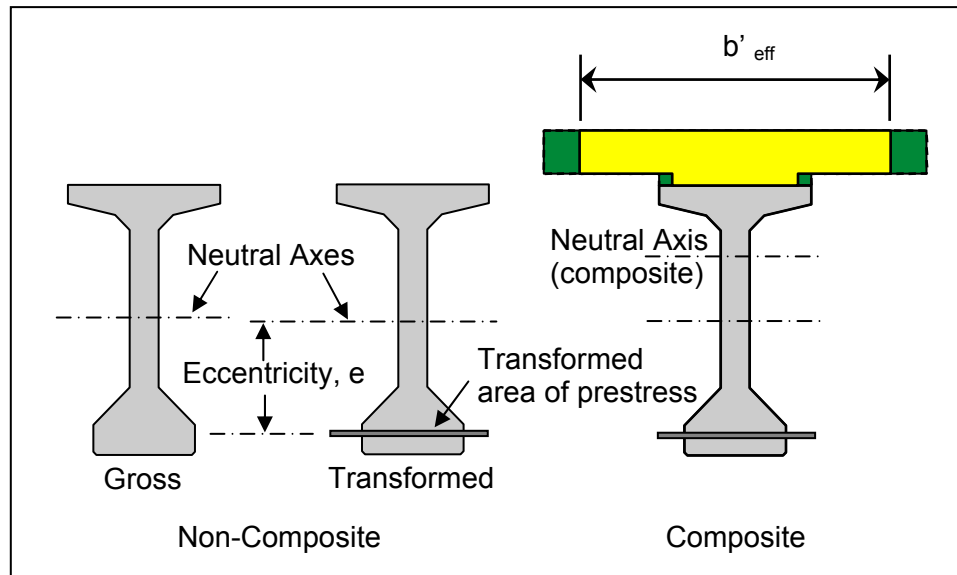 b’ eff
Neutral Axes
Neutral Axis
(composite)
Eccentricity, e
Transformed
area of prestress
Gross
Transformed
Non-Composite
Composite